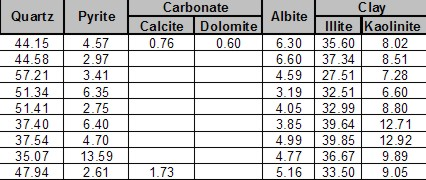 Quartz Pyrite Carbonate Albite Clay
Calcite Dolomite Illite Kaolinite
44.15 4.57 0.76 0.60 6.30 35.60 8.02
44.58 2.97 6.60 37.34 8.51
57.21 3.41 4.59 27.51 7.28
51.34 6.35 3.19 32.51 6.60
51.41 2.75 4.05 32.99 8.80
37.40 6.40 3.85 39.64 12.71
37.54 4.70 4.99 39.85 12.92
35.07 13.59 4.77 36.67 9.89
47.94 2.61 1.73 5.16 33.50 9.05